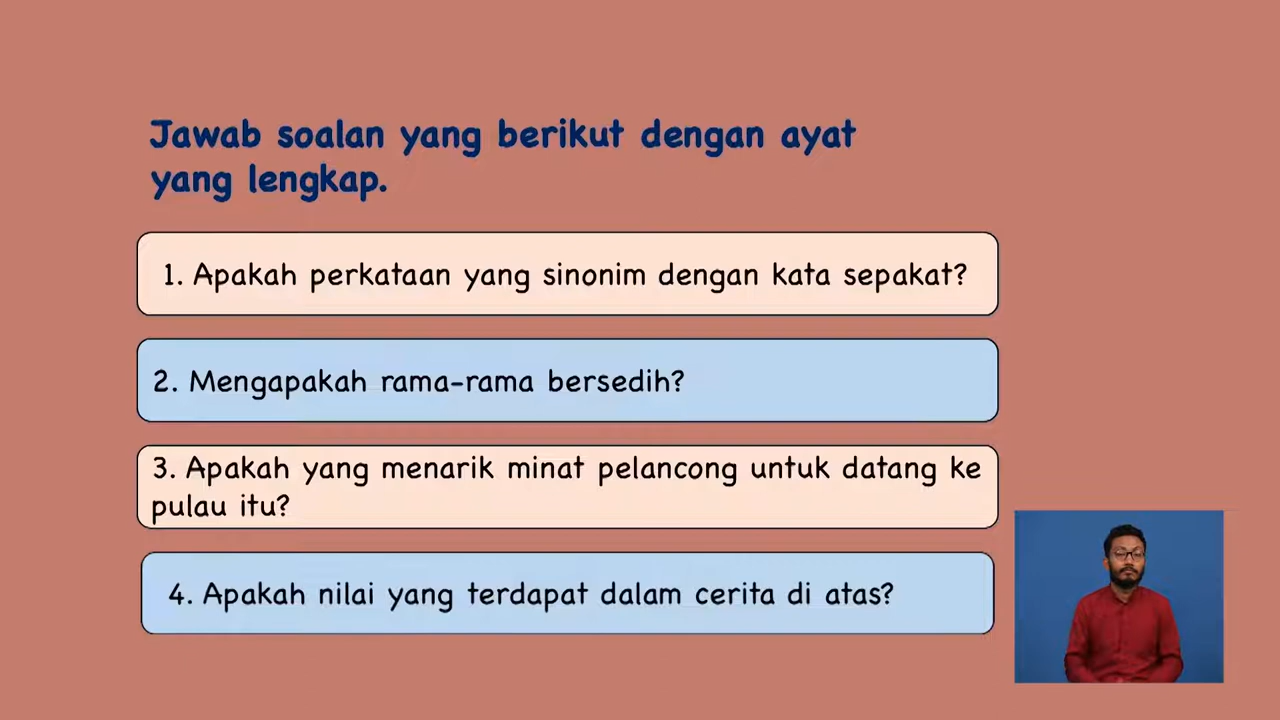 Jawab soalan yang berikut dengan ayat
yang lengkap.
1. Apakah perkataan yang sinonim dengan kata sepakat?
2. Mengapakah rama-rama bersedih?
3. Apakah yang menarik minat pelancong untuk datang ke
pulau itu?
4. Apakah nilai yang terdapat dalam cerita di atas?